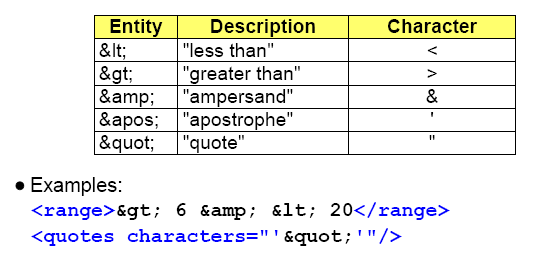 Entity Description Character
&lt; "less than" <
&gt; "greater than" >
&amp; "ampersand" &
&apos; "apostrophe" '
&quot; "quote" "
● Examples:
<range>&gt; 6 &amp; &lt; 20</range>
<quotes characters="'&quot;'"/>